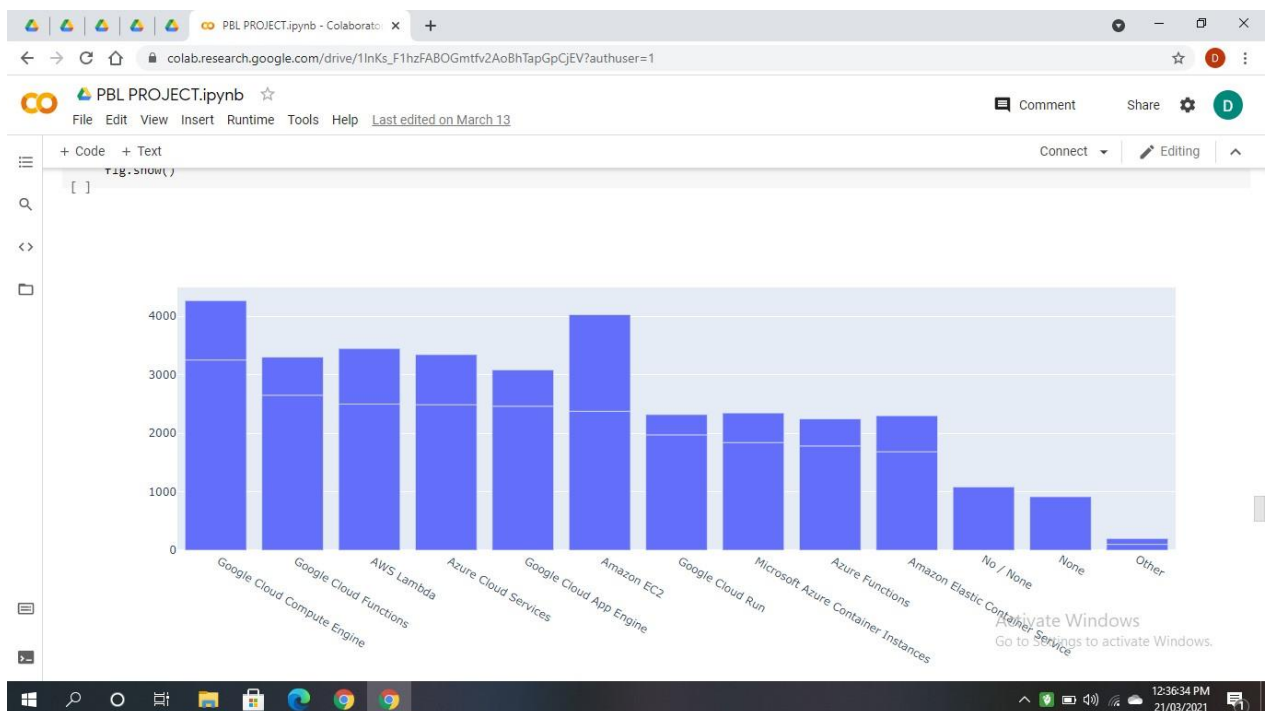 PBL PROJECT.ipynb - Colaborato
colab.research.google.com/drive/1InKs_F1hzFABOGmtfv2AoBhTapGpCjEV?authuser=1
D
PBL PROJECT.ipynb
Comment
Share
D
File Edit View Insert Runtime Tools Help Last edited on March 13
+ Code + Text
Connect
Editing
fig.show()
[ ]
4000
3000
2000
1000
0
Google Cloud Compute Engine
Google Cloud Functions
AWS Lambda
Azure Cloud Services
Google Cloud App Engine
Amazon EC2
Google Cloud Run
Microsoft Azure Container Instances
Azure Functions
Amazon Elastic Container Service
No / None
None
Other
Activate Windows
Go to Settings to activate Windows.
12:36:34 PM
21/03/2021
1